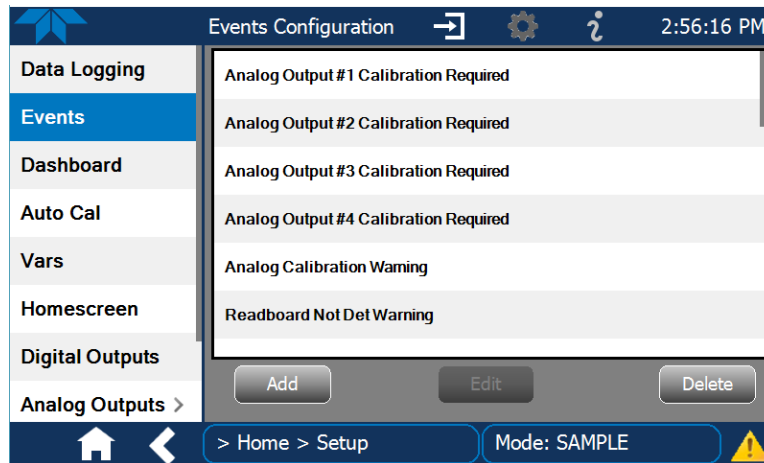 Events Configuration
2:56:16 PM
Data Logging
Events
Dashboard
Auto Cal
Vars
Homescreen
Digital Outputs
Analog Outputs >
Analog Output #1 Calibration Required
Analog Output #2 Calibration Required
Analog Output #3 Calibration Required
Analog Output #4 Calibration Required
Analog Calibration Warning
Readboard Not Det Warning
Add
Edit
Delete
> Home > Setup
Mode: SAMPLE